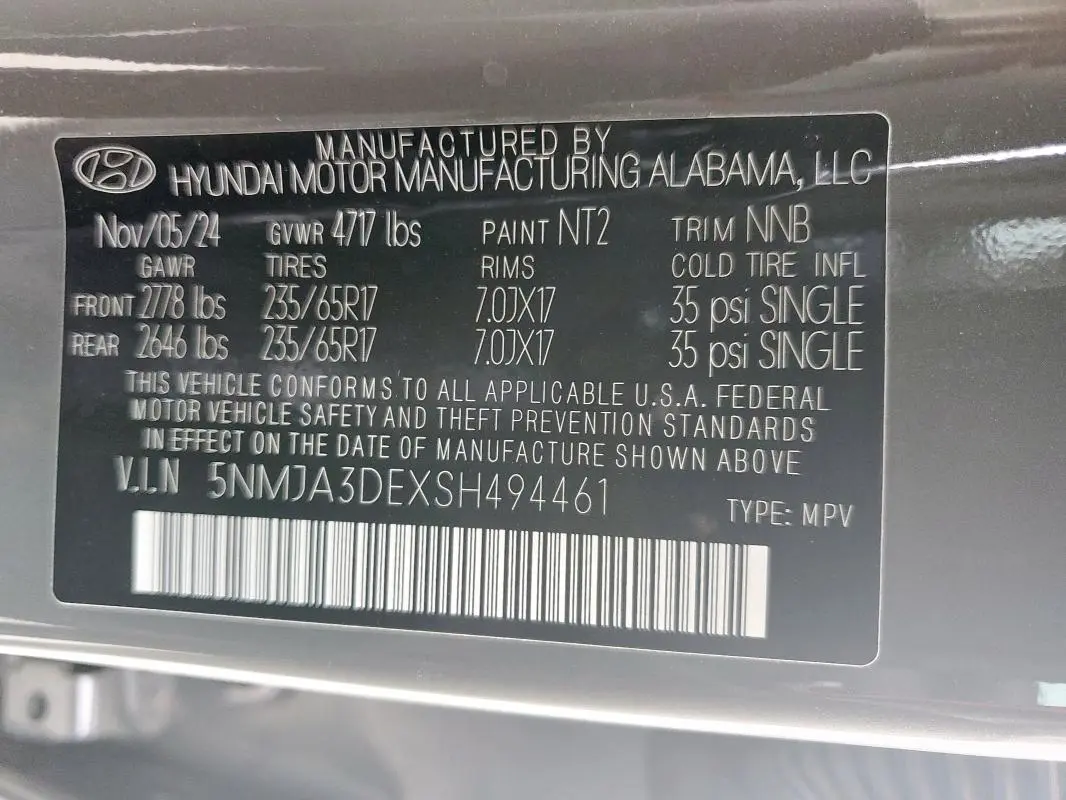 MANUFACTURED BY
HYUNDAI MOTOR MANUFACTURING ALABAMA, LLC
Nov/05/24 GVWR 4717 lbs PAINT NT2 TRIM NNB
GAWR TIRES RIMS COLD TIRE INFL
FRONT 2778 lbs 235/65R17 7.0JX17 35 psi SINGLE
REAR 2646 lbs 235/65R17 7.0JX17 35 psi SINGLE
THIS VEHICLE CONFORMS TO ALL APPLICABLE U.S.A. FEDERAL
MOTOR VEHICLE SAFETY AND THEFT PREVENTION STANDARDS
IN EFFECT ON THE DATE OF MANUFACTURE SHOWN ABOVE
V.I.N 5NMJA3DEXSH494461
TYPE: MPV